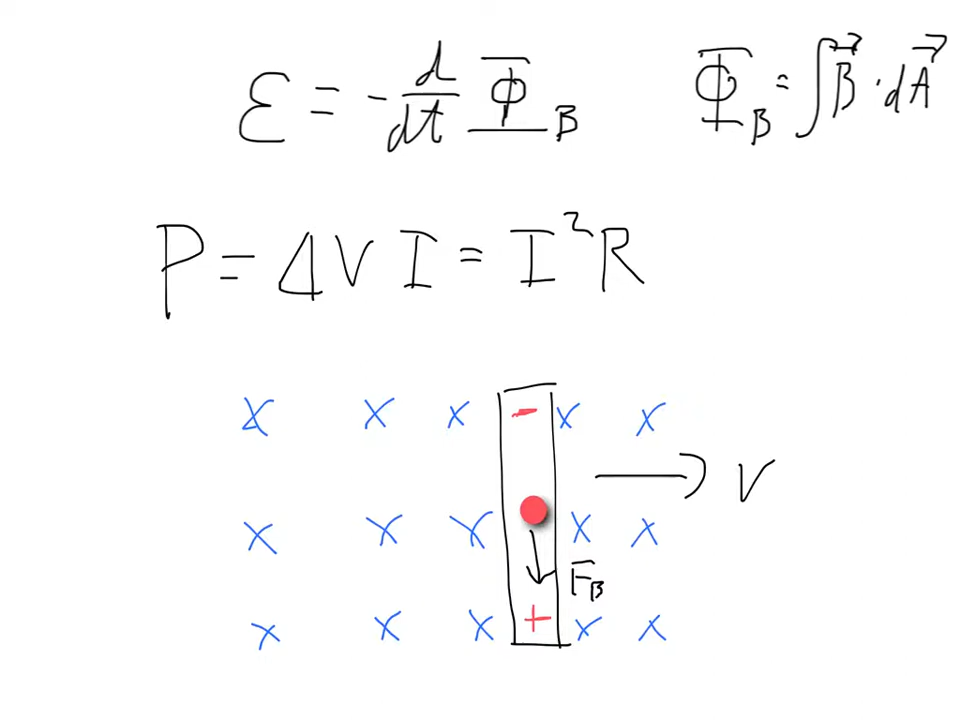 ℰ = - d/dt Φ_B    Φ_B = ∫ B⃗ · dA⃗
P = ΔV I = I²R
x x x - x x
→ V
x x x x x
F_B
x x x + x x